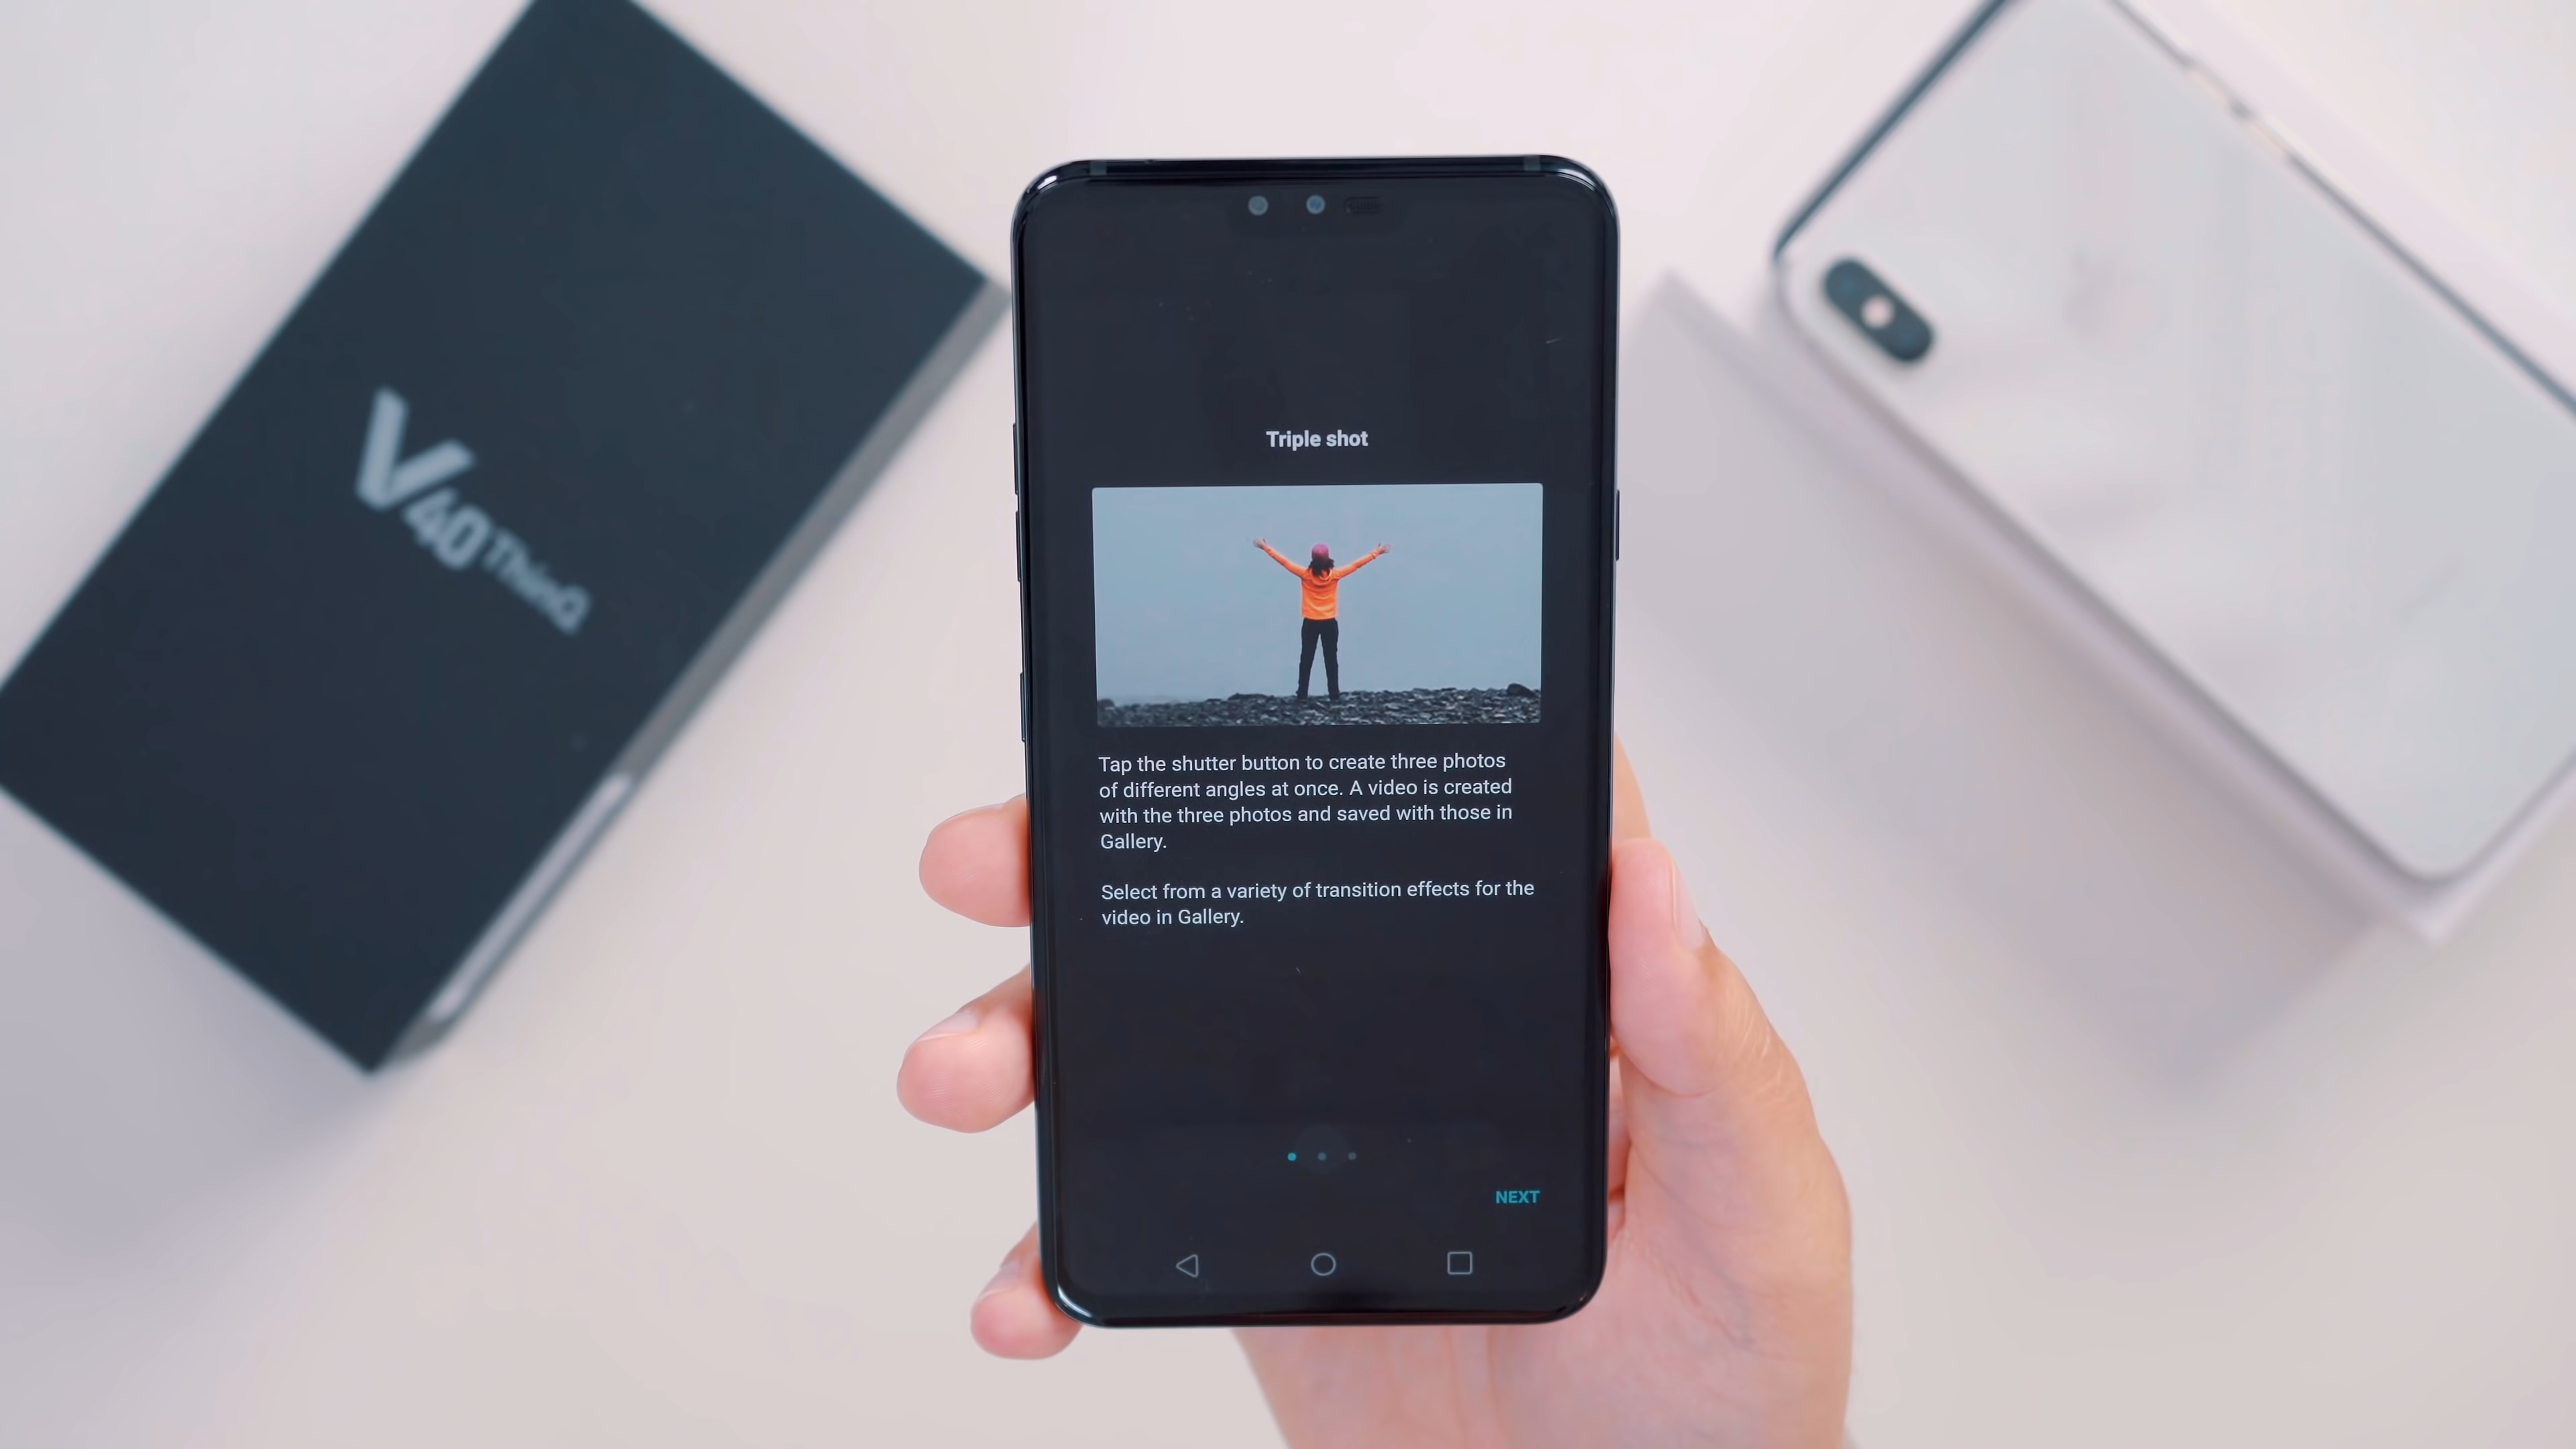 V40 ThinQ
Triple shot
Tap the shutter button to create three photos
of different angles at once. A video is created
with the three photos and saved with those in
Gallery.
Select from a variety of transition effects for the
video in Gallery.
NEXT